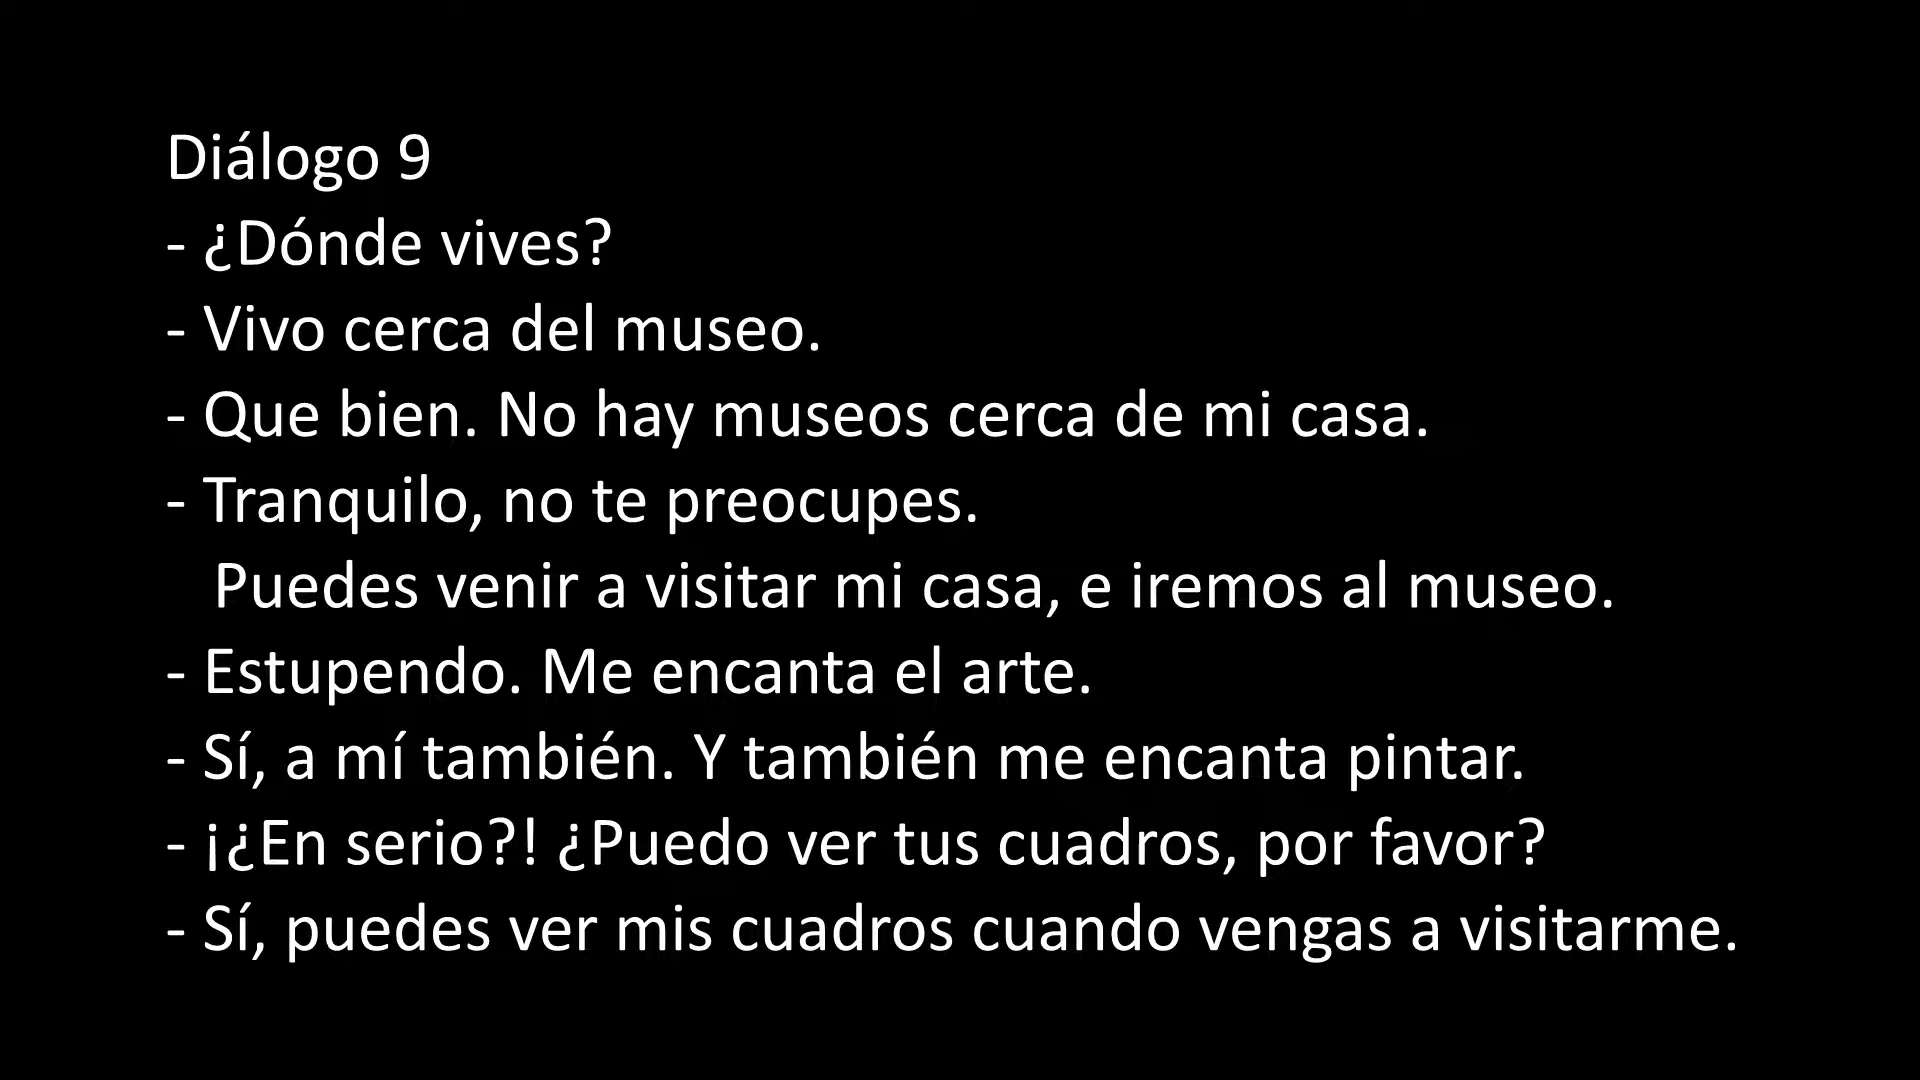 Diálogo 9
- ¿Dónde vives?
- Vivo cerca del museo.
- Que bien. No hay museos cerca de mi casa.
- Tranquilo, no te preocupes.
Puedes venir a visitar mi casa, e iremos al museo.
- Estupendo. Me encanta el arte.
- Sí, a mí también. Y también me encanta pintar.
- ¡¿En serio?! ¿Puedo ver tus cuadros, por favor?
- Sí, puedes ver mis cuadros cuando vengas a visitarme.